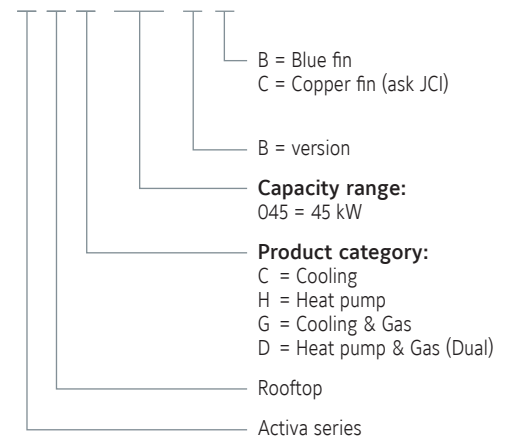 B = Blue fin
C = Copper fin (ask JCI)
B = version
Capacity range:
045 = 45 kW
Product category:
C = Cooling
H = Heat pump
G = Cooling & Gas
D = Heat pump & Gas (Dual)
Rooftop
Activa series